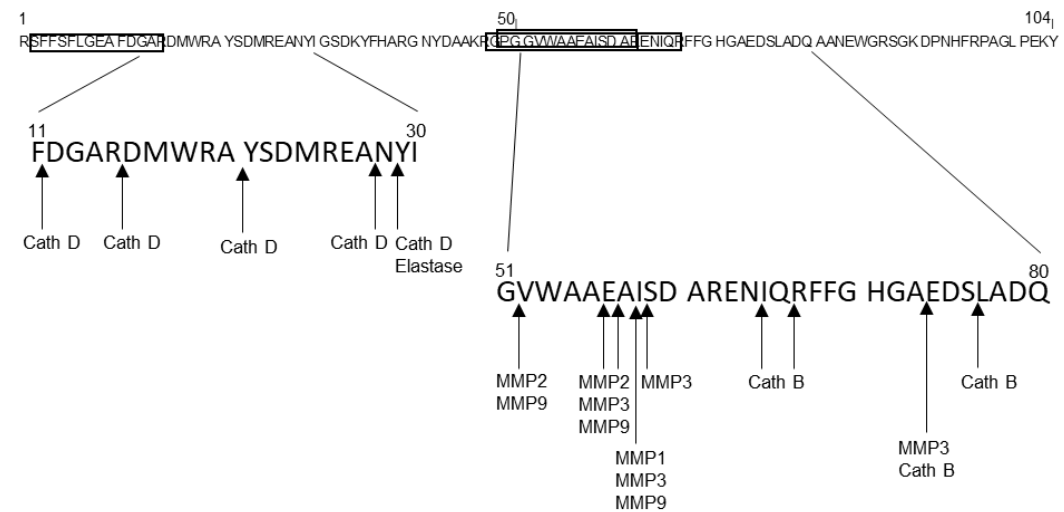 1 50 104
RSFFSFLGEA FDGARDMWRA YSDMREANYI GSDKYFHARG NYDAAKRGPG GVWAAEAISD ARENIQRFFG HGAEDSLADQ AANEWGRSGK DPNHFRPAGL PEKY
11 30
FDGARDMWRA YSDMREANYI
Cath D Cath D Cath D Cath D Cath D
Elastase
51 80
GVWAAEAISD ARENIQRFFG HGAEDSLADQ
MMP2 MMP2 MMP3 Cath B Cath B
MMP9 MMP3
MMP9
MMP1 MMP3
MMP3 Cath B
MMP9